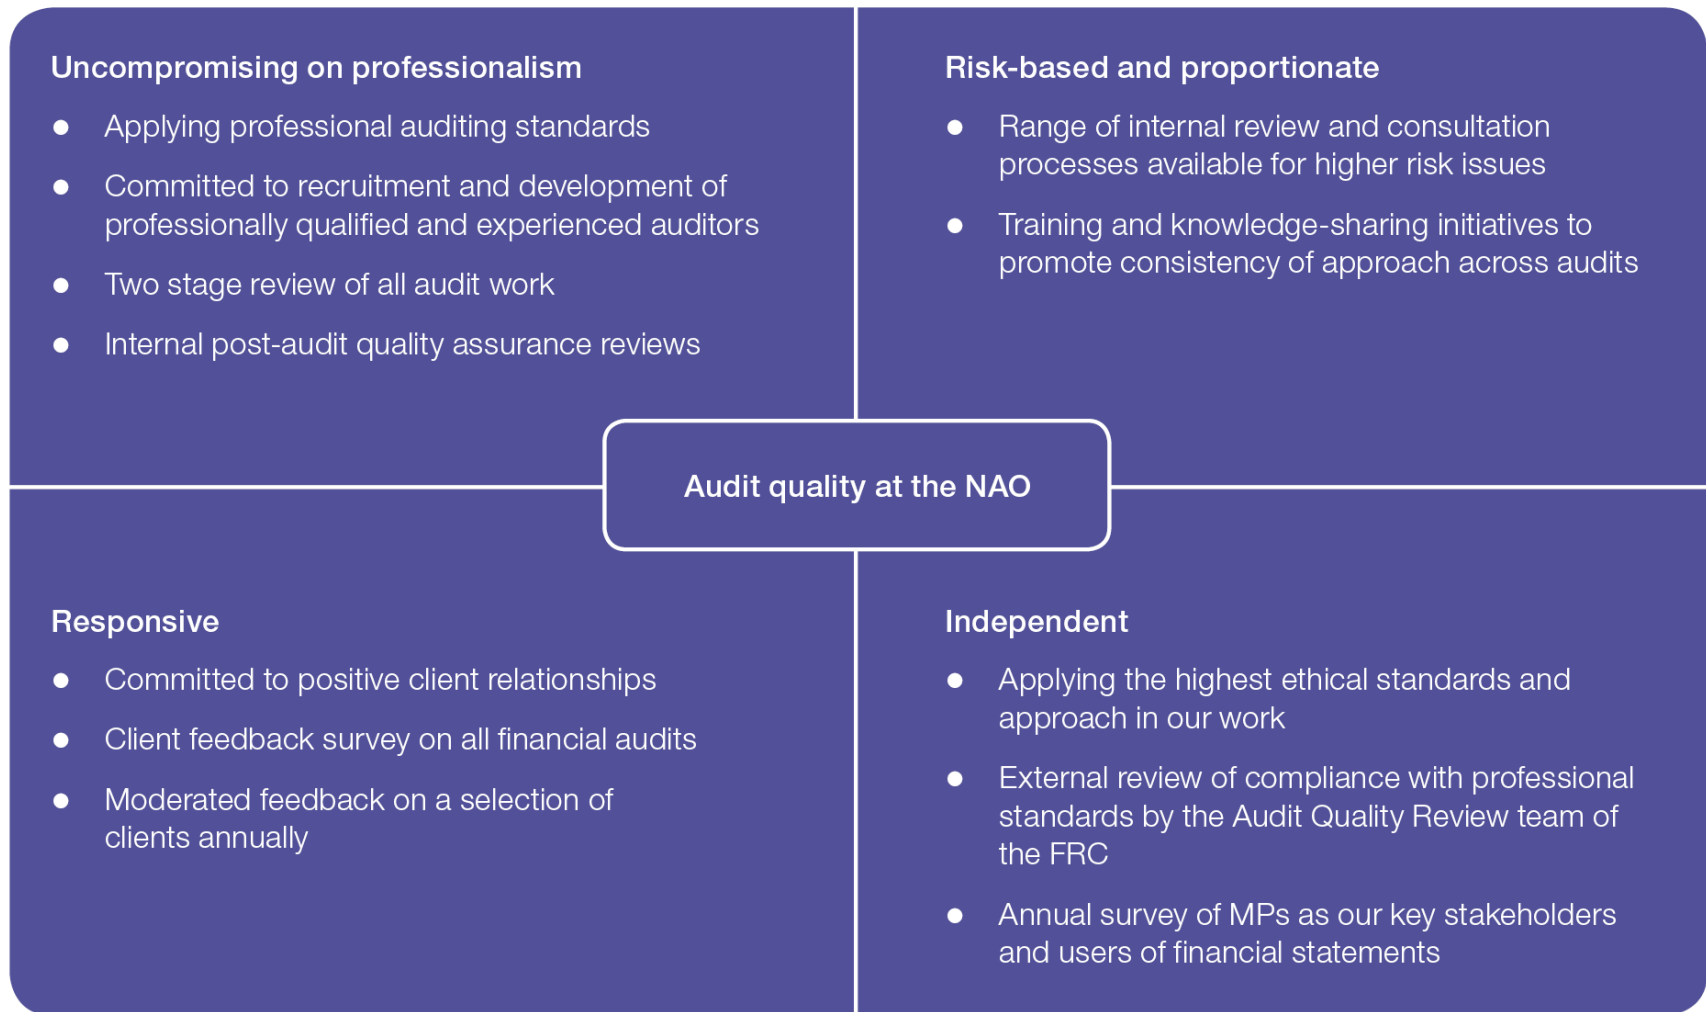 Uncompromising on professionalism
● Applying professional auditing standards
● Committed to recruitment and development of
professionally qualified and experienced auditors
● Two stage review of all audit work
● Internal post-audit quality assurance reviews
Risk-based and proportionate
● Range of internal review and consultation
processes available for higher risk issues
● Training and knowledge-sharing initiatives to
promote consistency of approach across audits
Audit quality at the NAO
Responsive
● Committed to positive client relationships
● Client feedback survey on all financial audits
● Moderated feedback on a selection of
clients annually
Independent
● Applying the highest ethical standards and
approach in our work
● External review of compliance with professional
standards by the Audit Quality Review team of
the FRC
● Annual survey of MPs as our key stakeholders
and users of financial statements